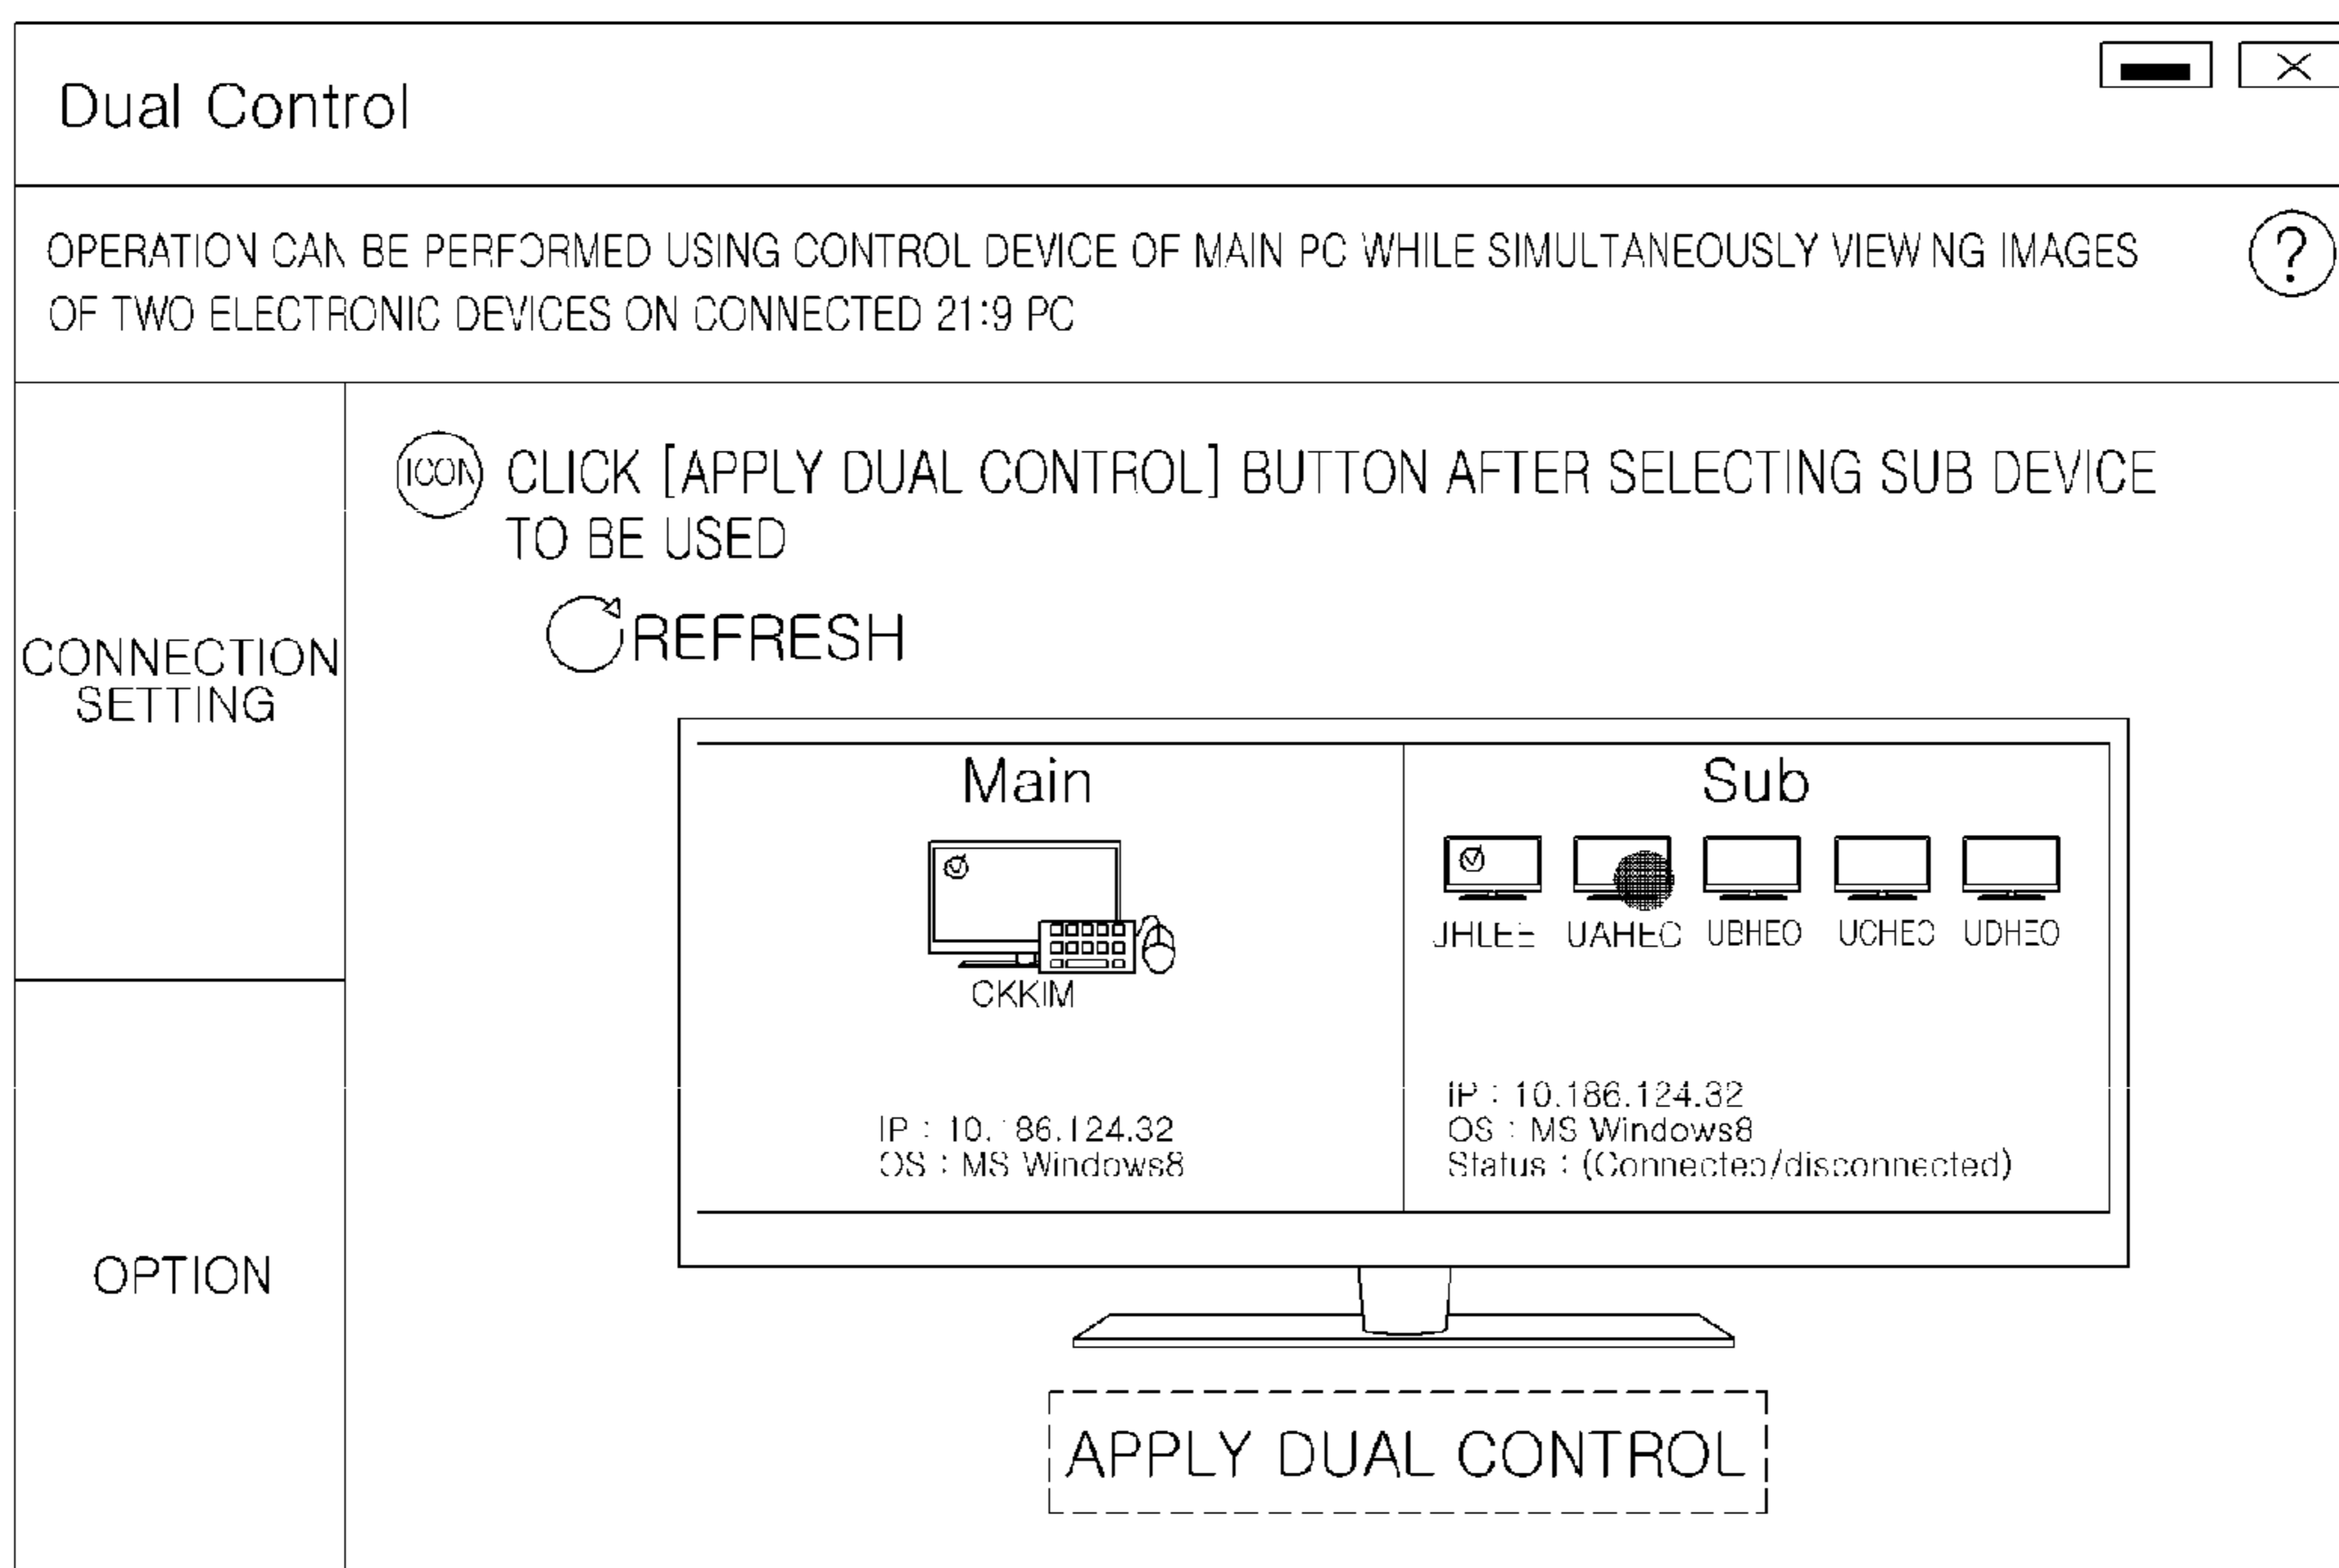 Dual Control
OPERATION CAN BE PERFORMED USING CONTROL DEVICE OF MAIN PC WHILE SIMULTANEOUSLY VIEWING IMAGES
OF TWO ELECTRONIC DEVICES ON CONNECTED 21:9 PC
?
ICON CLICK [APPLY DUAL CONTROL] BUTTON AFTER SELECTING SUB DEVICE
TO BE USED
REFRESH
CONNECTION
SETTING
Main
Sub
JHLEE UAHEO UBHEO UCHEO UDHEO
CKKIM
IP : 10.186.124.32
OS : MS Windows8
IP : 10.186.124.32
OS : MS Windows8
Status : (Connected/disconnected)
OPTION
APPLY DUAL CONTROL